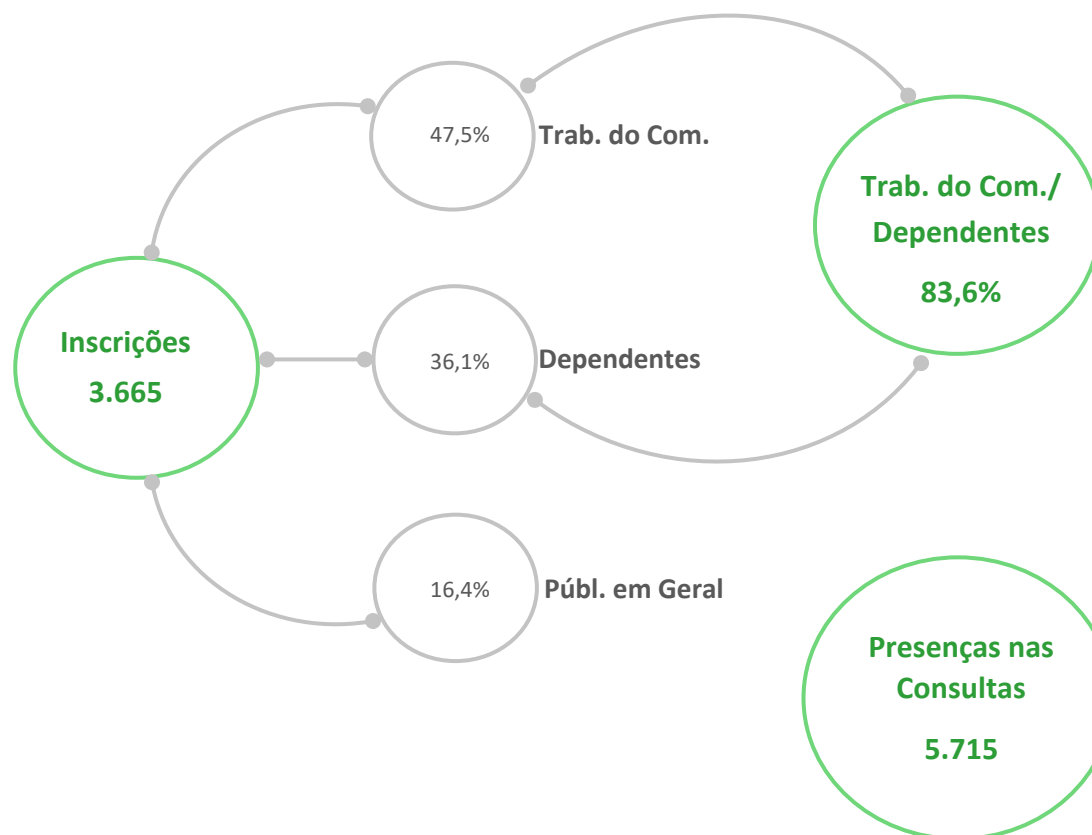 47,5%
Trab. do Com.
Trab. do Com./
Dependentes
83,6%
Inscrições
3.665
36,1%
Dependentes
16,4%
Públ. em Geral
Presenças nas
Consultas
5.715